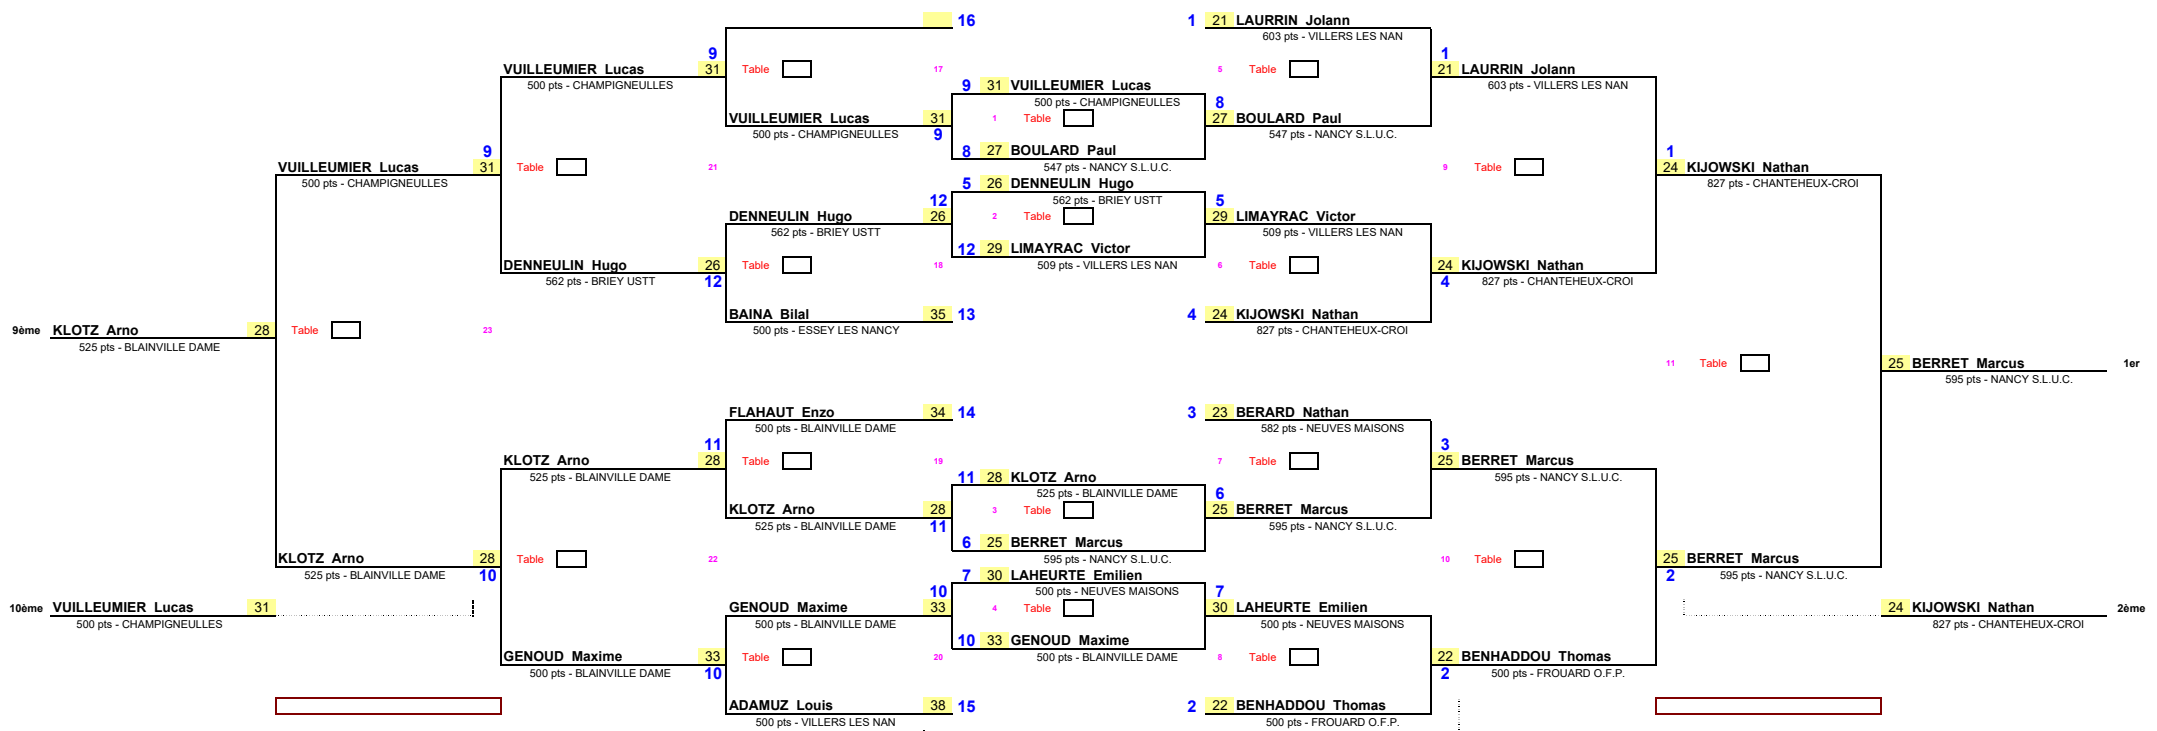 16
1 21 LAURRIN Jolann
603 pts - VILLERS LES NAN
9
1
VUILLEUMIER Lucas 31 Table 17 5 Table 21 LAURRIN Jolann
500 pts - CHAMPIGNEULLES
9 31 VUILLEUMIER Lucas
603 pts - VILLERS LES NAN
500 pts - CHAMPIGNEULLES
8
VUILLEUMIER Lucas 31 1 Table 27 BOULARD Paul
500 pts - CHAMPIGNEULLES
9
547 pts - NANCY S.L.U.C.
9
8 27 BOULARD Paul
1
VUILLEUMIER Lucas 31 Table 21 547 pts - NANCY S.L.U.C. 9 Table 24 KIJOWSKI Nathan
500 pts - CHAMPIGNEULLES
5 26 DENNEULIN Hugo
827 pts - CHANTEHEUX-CROI
12
562 pts - BRIEY USTT
5
DENNEULIN Hugo 26 2 Table 29 LIMAYRAC Victor
562 pts - BRIEY USTT
509 pts - VILLERS LES NAN
12 29 LIMAYRAC Victor
DENNEULIN Hugo 26 Table 18 509 pts - VILLERS LES NAN 6 Table 24 KIJOWSKI Nathan
562 pts - BRIEY USTT
12
4
827 pts - CHANTEHEUX-CROI
BAINA Bilal 35 13
4 24 KIJOWSKI Nathan
500 pts - ESSEY LES NANCY
827 pts - CHANTEHEUX-CROI
9ème KLOTZ Arno 28 Table 23
525 pts - BLAINVILLE DAME
11 Table 25 BERRET Marcus 1er
595 pts - NANCY S.L.U.C.
FLAHAUT Enzo 34 14
3 23 BERARD Nathan
500 pts - BLAINVILLE DAME
582 pts - NEUVES MAISONS
11
3
KLOTZ Arno 28 Table 19 7 Table 25 BERRET Marcus
525 pts - BLAINVILLE DAME
11 28 KLOTZ Arno
595 pts - NANCY S.L.U.C.
525 pts - BLAINVILLE DAME
6
KLOTZ Arno 28 3 Table 25 BERRET Marcus
525 pts - BLAINVILLE DAME
11
595 pts - NANCY S.L.U.C.
6 25 BERRET Marcus
KLOTZ Arno 28 Table 22 595 pts - NANCY S.L.U.C. 10 Table 25 BERRET Marcus
525 pts - BLAINVILLE DAME
10
7 30 LAHEURTE Emilien
2
595 pts - NANCY S.L.U.C.
10
500 pts - NEUVES MAISONS
7
10ème VUILLEUMIER Lucas 31
GENOUD Maxime 33 4 Table 30 LAHEURTE Emilien
24 KIJOWSKI Nathan 2ème
500 pts - CHAMPIGNEULLES
500 pts - BLAINVILLE DAME
500 pts - NEUVES MAISONS
827 pts - CHANTEHEUX-CROI
10 33 GENOUD Maxime
GENOUD Maxime 33 Table 20 500 pts - BLAINVILLE DAME 8 Table 22 BENHADDOU Thomas
500 pts - BLAINVILLE DAME
10
2
500 pts - FROUARD O.F.P.
ADAMUZ Louis 38 15
2 22 BENHADDOU Thomas
500 pts - VILLERS LES NAN
500 pts - FROUARD O.F.P.